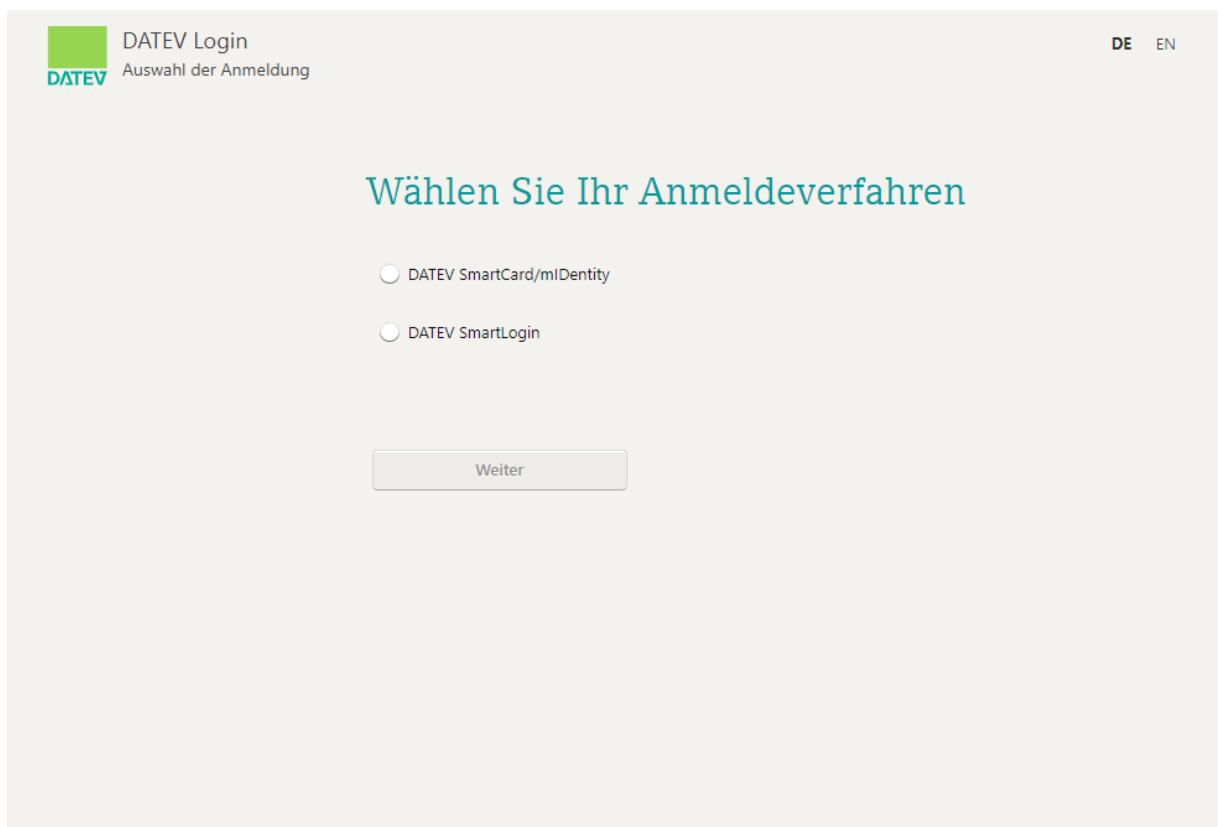 DATEV Login
Auswahl der Anmeldung
DATEV
DE EN
Wählen Sie Ihr Anmeldeverfahren
DATEV SmartCard/mIDentity
DATEV SmartLogin
Weiter